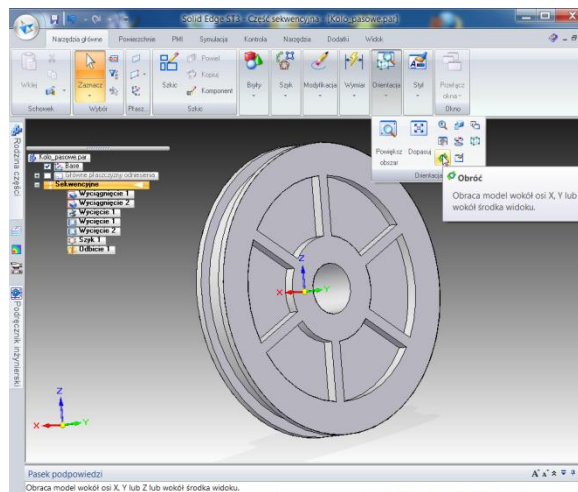 Solid Edge ST3 - Część sekwencyjna - [Koło_pasowe.par]
Narzędzia główne Powierzchnie PMI Symulacja Kontrola Narzędzia Dodatki Widok
Wklej Zaznacz Szkic Powiel Bryły Szyk Modyfikacja Wymiar Orientacja Styl Przełącz
Kopiuj okna
Komponent
Schowek Wybór Płasz... Szkic Okno
Powiększ Dopasuj
obszar
Orientacja
Obróć
Obraca model wokół osi X, Y lub
wokół środka widoku.
Rodzina części
Podręcznik inżynierski
Koło_pasowe.par
Base
Główne płaszczyzny odniesienia
Sekwencyjne
Wyciągnięcie 1
Wyciągnięcie 2
Wycięcie 1
Wycięcie 1
Wycięcie 2
Szyk 1
Odbicie 1
Z
X Y
Z
X Y
Pasek podpowiedzi
Obraca model wokół osi X, Y lub Z lub wokół środka widoku.